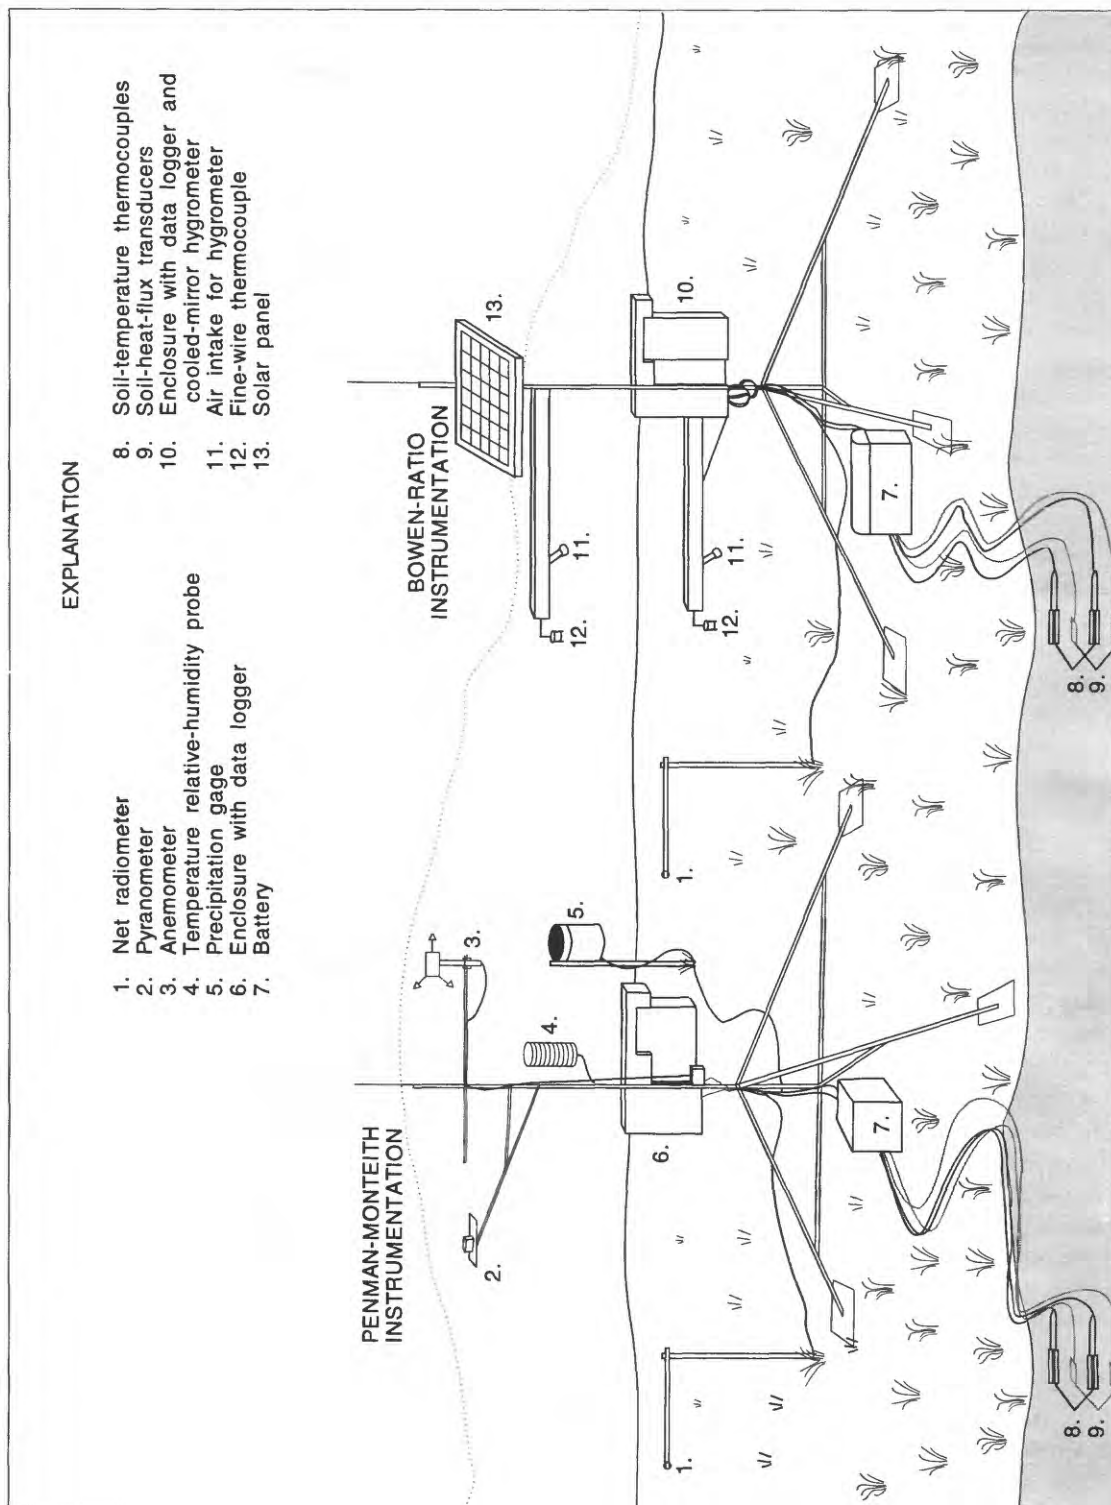 EXPLANATION
1. Net radiometer
2. Pyranometer
3. Anemometer
4. Temperature relative-humidity probe
5. Precipitation gage
6. Enclosure with data logger
7. Battery
8. Soil-temperature thermocouples
9. Soil-heat-flux transducers
10. Enclosure with data logger and
cooled-mirror hygrometer
11. Air intake for hygrometer
12. Fine-wire thermocouple
13. Solar panel
PENMAN-MONTEITH
INSTRUMENTATION
2.
3.
4.
5.
6.
1.
7.
8.
9.
BOWEN-RATIO
INSTRUMENTATION
13.
12.
11.
10.
12.
11.
1.
7.
8.
9.